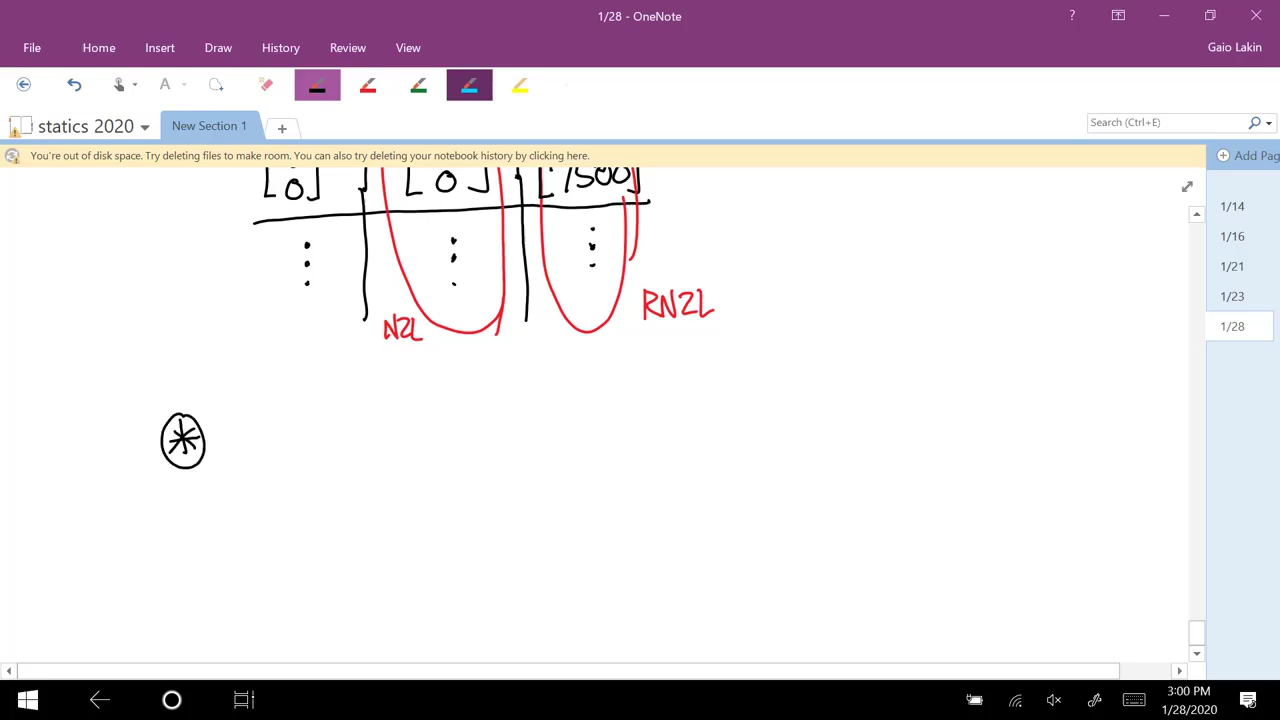 1/28 - OneNote
?
File Home Insert Draw History Review View
Gaio Lakin
A
statics 2020
New Section 1
+
Search (Ctrl+E)
You're out of disk space. Try deleting files to make room. You can also try deleting your notebook history by clicking here.
Add Pag
1/14
1/16
1/21
1/23
1/28
[0] [0]
N2L
RN2L
*
3:00 PM
1/28/2020